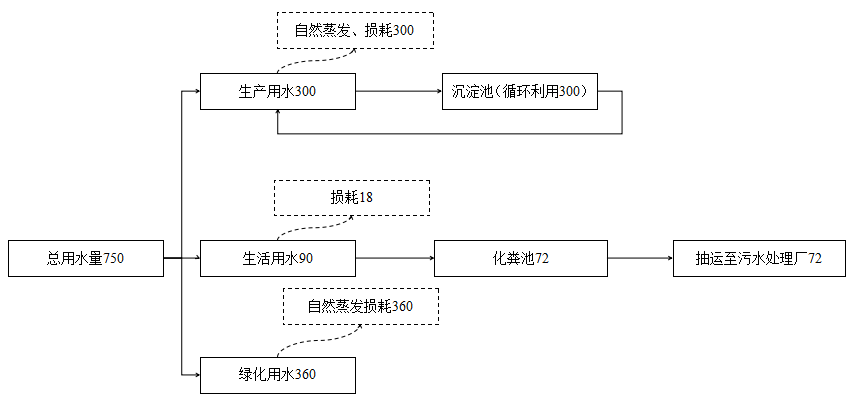 自然蒸发、损耗300
生产用水300
沉淀池（循环利用300）
损耗18
总用水量750
生活用水90
化粪池72
抽运至污水处理厂72
自然蒸发损耗360
绿化用水360